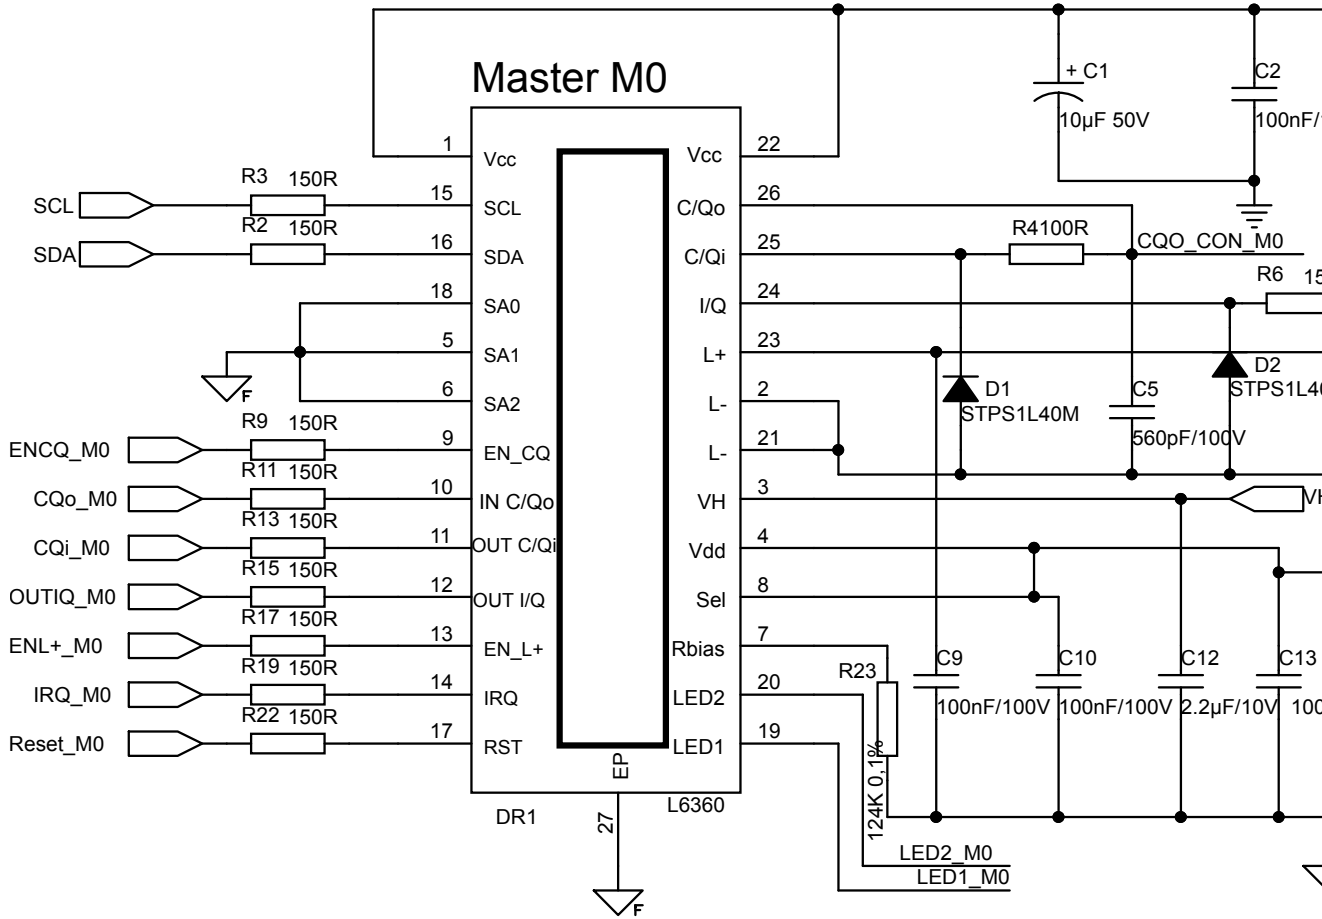 Master M0
+ C1
10µF 50V
C2
100nF/
1
Vcc
Vcc
22
SCL
R3 150R
15
SCL
C/Qo
26
SDA
R2 150R
16
SDA
C/Qi
25
R4100R
CQO_CON_M0
18
SA0
I/Q
24
R6 15
5
SA1
L+
23
F
6
SA2
L-
2
D1
STPS1L40M
C5
560pF/100V
D2
STPS1L40
ENCQ_M0
R9 150R
9
EN_CQ
L-
21
CQo_M0
R11 150R
10
IN C/Qo
VH
3
VH
CQi_M0
R13 150R
11
OUT C/Qi
Vdd
4
OUTIQ_M0
R15 150R
12
OUT I/Q
Sel
8
ENL+_M0
R17 150R
13
EN_L+
Rbias
7
IRQ_M0
R19 150R
14
IRQ
LED2
20
Reset_M0
R22 150R
17
RST
LED1
19
R23
124K 0,1%
C9
100nF/100V
C10
100nF/100V
C12
2.2µF/10V
C13
100
EP
DR1
L6360
27
F
LED2_M0
LED1_M0